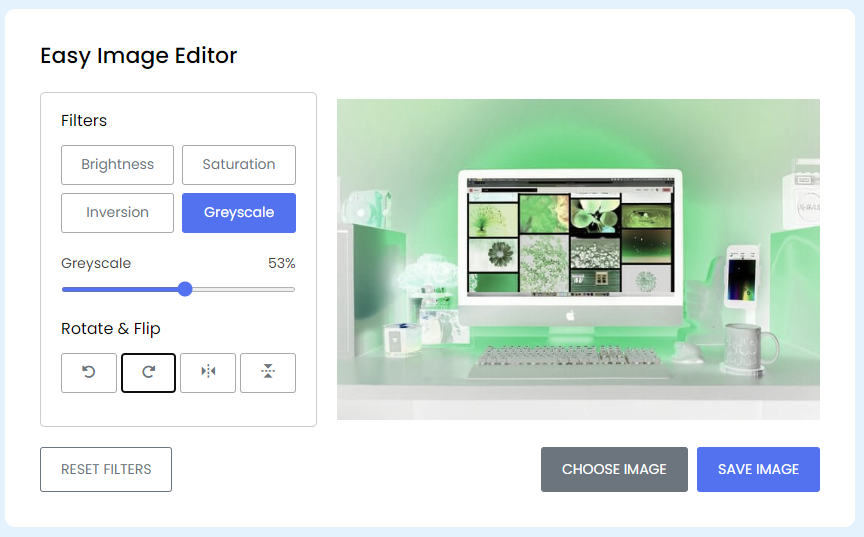 Easy Image Editor
Filters
Brightness
Saturation
Inversion
Greyscale
Greyscale
53%
Rotate & Flip
RESET FILTERS
CHOOSE IMAGE
SAVE IMAGE